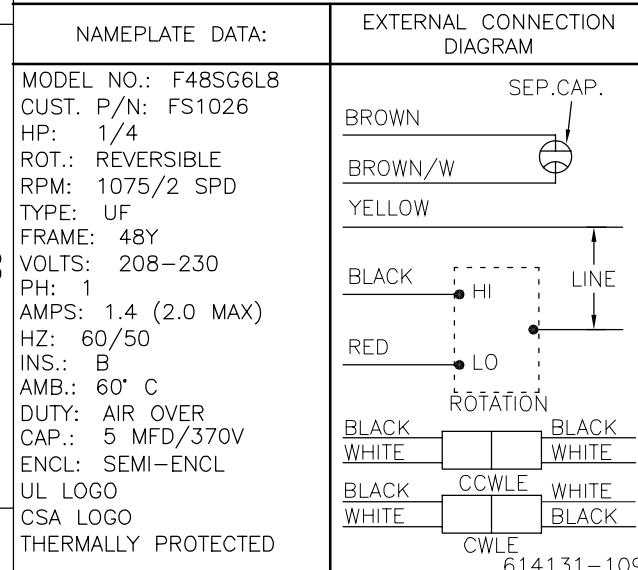 NAMEPLATE DATA:
MODEL NO.: F48SG6L8
CUST. P/N: FS1026
HP: 1/4
ROT.: REVERSIBLE
RPM: 1075/2 SPD
TYPE: UF
FRAME: 48Y
VOLTS: 208-230
PH: 1
AMPS: 1.4 (2.0 MAX)
HZ: 60/50
INS.: B
AMB.: 60° C
DUTY: AIR OVER
CAP.: 5 MFD/370V
ENCL: SEMI-ENCL
UL LOGO
CSA LOGO
THERMALLY PROTECTED
EXTERNAL CONNECTION
DIAGRAM
SEP.CAP.
BROWN
BROWN/W
YELLOW
BLACK
HI
LINE
RED
LO
ROTATION
BLACK BLACK
WHITE WHITE
CCWLE
BLACK WHITE
WHITE BLACK
CWLE
614131-109